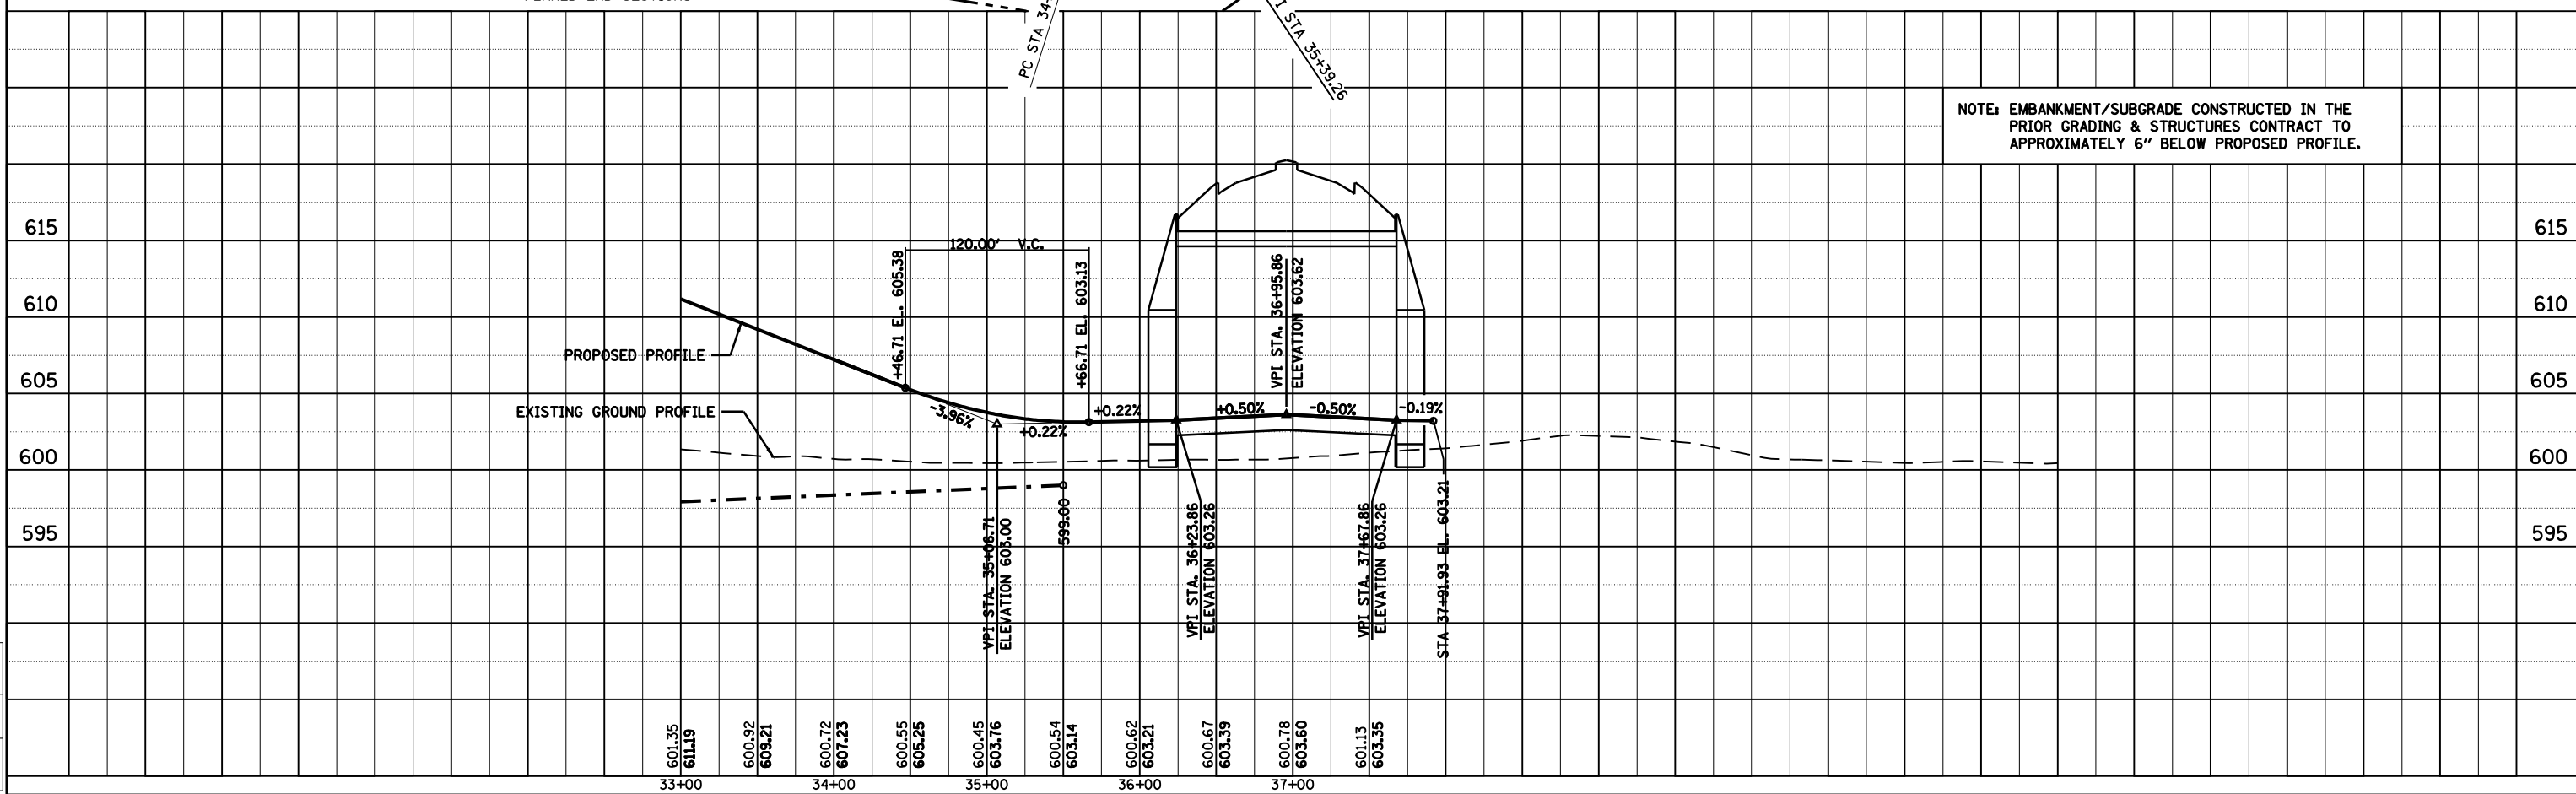 PC STA 34+
I STA 35+39.26
NOTE: EMBANKMENT/SUBGRADE CONSTRUCTED IN THE
PRIOR GRADING & STRUCTURES CONTRACT TO
APPROXIMATELY 6" BELOW PROPOSED PROFILE.
615
615
610
610
605
605
600
600
595
595
120.00' V.C.
+46.71 EL. 605.38
+66.71 EL. 603.13
VPI STA. 36+95.86
ELEVATION 603.62
PROPOSED PROFILE
EXISTING GROUND PROFILE
-3.96%
+0.22%
+0.22%
+0.50%
-0.50%
-0.19%
599.00
VPI STA. 35+06.71
ELEVATION 603.00
VPI STA. 36+23.86
ELEVATION 603.26
VPI STA. 37+67.86
ELEVATION 603.26
STA 37+91.93 EL. 603.21
601.35
611.19
600.92
609.21
600.72
607.23
600.55
605.25
600.45
603.76
600.54
603.14
600.62
603.21
600.67
603.39
600.78
603.60
601.13
603.35
33+00
34+00
35+00
36+00
37+00